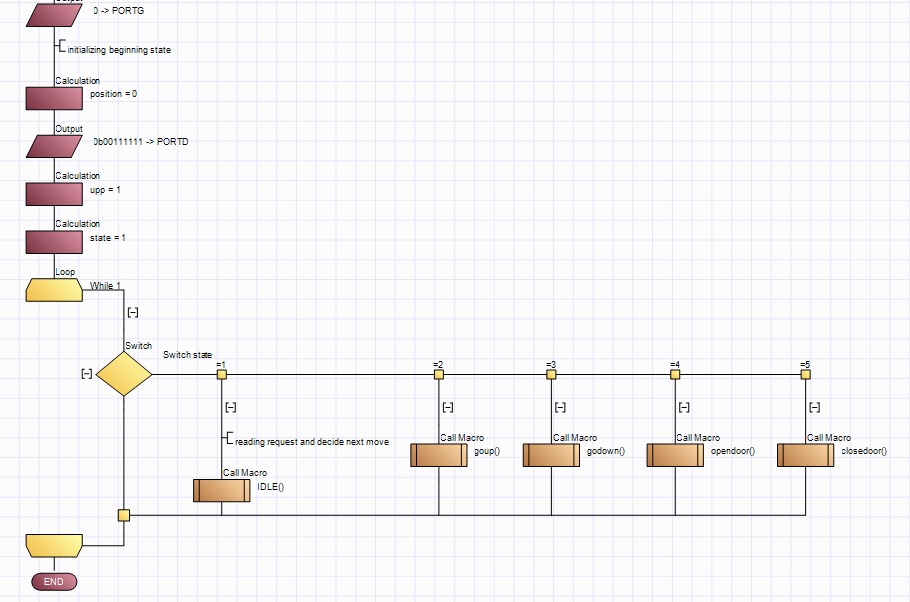 0 -> PORTG
initializing beginning state
Calculation
position = 0
Output
0b00111111 -> PORTD
Calculation
upp = 1
Calculation
state = 1
Loop
While 1
[-]
Switch
Switch state
[-]
=1
=2
=3
=4
=5
[-]
[-]
[-]
[-]
[-]
reading request and decide next move
Call Macro
goup()
Call Macro
godown()
Call Macro
opendoor()
Call Macro
closedoor()
Call Macro
IDLE()
END